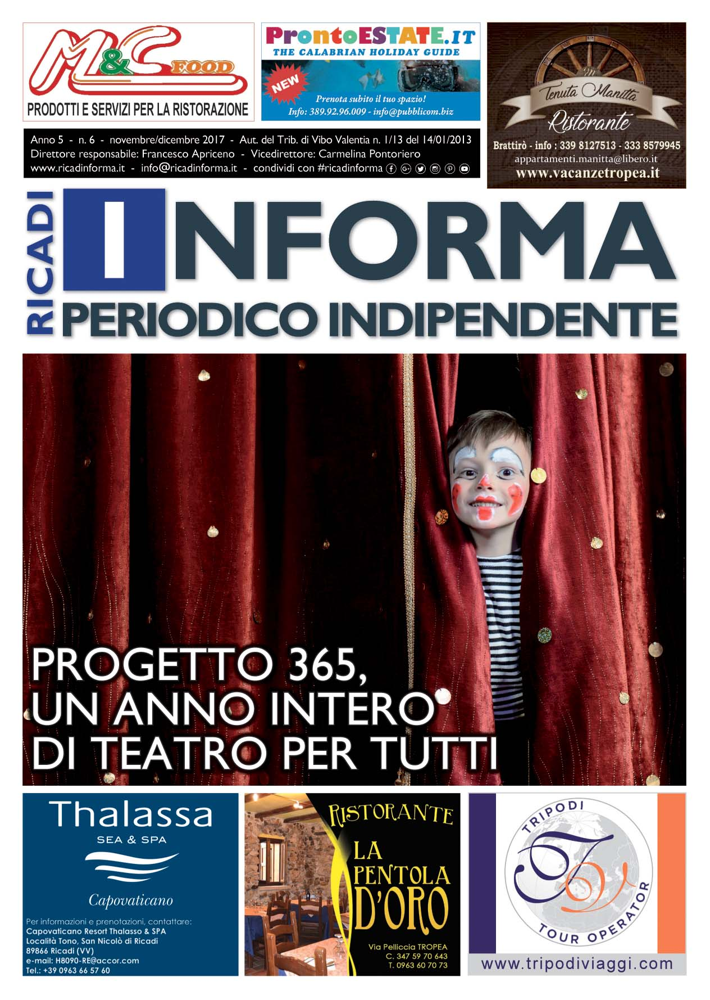 M&C FOOD
PRODOTTI E SERVIZI PER LA RISTORAZIONE
ProntoESTATE.IT
THE CALABRIAN HOLIDAY GUIDE
NEW
Prenota subito il tuo spazio!
Info: 389.92.96.009 - info@pubblicom.biz
Tenuta Manitta
Ristorante
Brattirò - info : 339 8127513 - 333 8579945
appartamenti.manitta@libero.it
www.vacanzetropea.it
Anno 5 - n. 6 - novembre/dicembre 2017 - Aut. del Trib. di Vibo Valentia n. 1/13 del 14/01/2013
Direttore responsabile: Francesco Apriceno - Vicedirettore: Carmelina Pontoriero
www.ricadinforma.it - info@ricadinforma.it - condividi con #ricadinforma
RICADI
INFORMA
PERIODICO INDIPENDENTE
PROGETTO 365,
UN ANNO INTERO
DI TEATRO PER TUTTI
Thalassa
SEA & SPA
Capovaticano
Per informazioni e prenotazioni, contattare:
Capovaticano Resort Thalasso & SPA
Località Tono, San Nicolò di Ricadi
89866 Ricadi (VV)
e-mail: H8090-RE@accor.com
Tel.: +39 0963 66 57 60
RISTORANTE
LA
PENTOLA
D'ORO
Via Pelliccia TROPEA
C. 347 59 70 643
T. 0963 60 70 73
TRIPODI
TOUR OPERATOR
www.tripodiviaggi.com